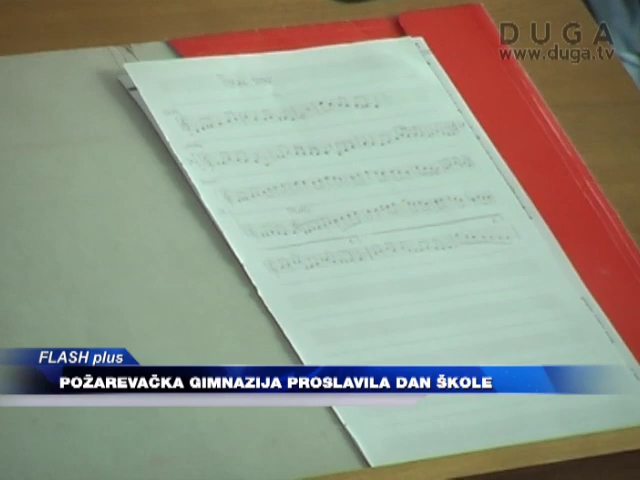 DUGA
www.duga.tv
FLASH plus
POŽAREVAČKA GIMNAZIJA PROSLAVILA DAN ŠKOLE